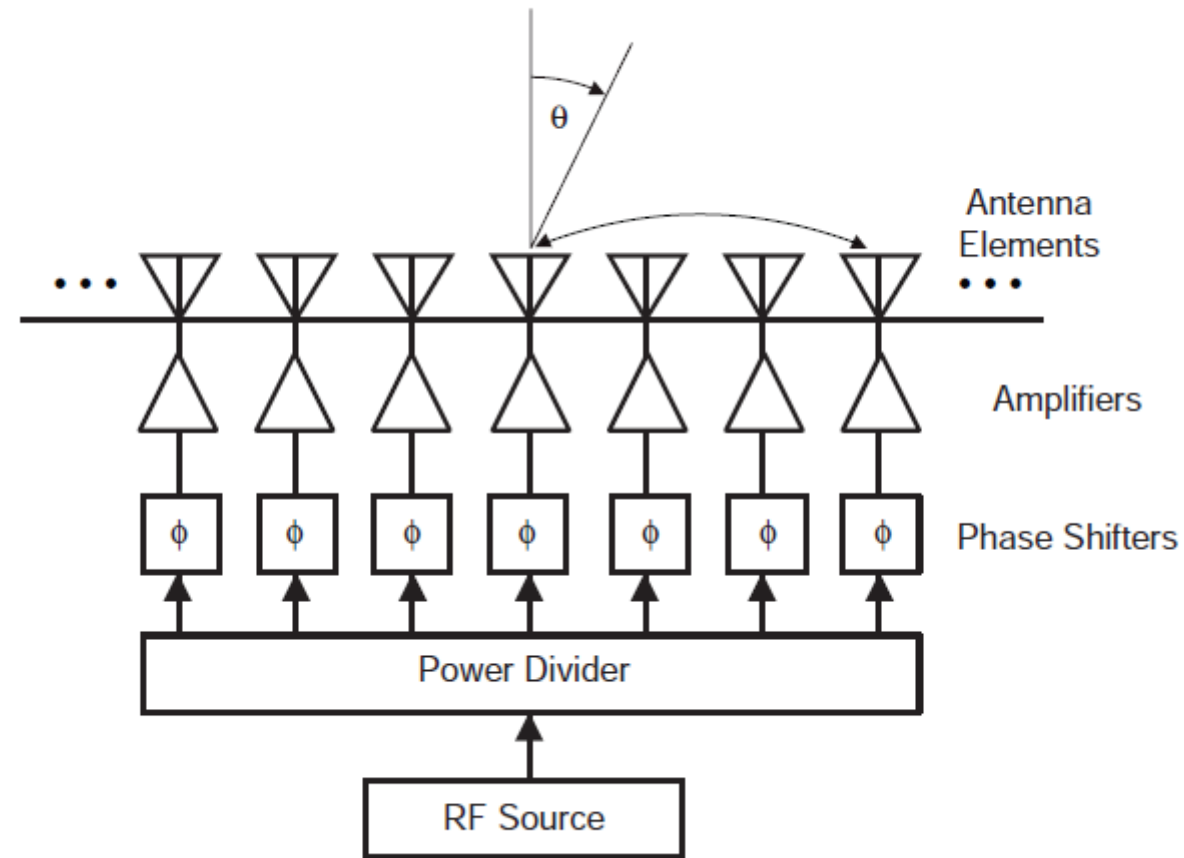 θ
Antenna
Elements
• • •
• • •
Amplifiers
ϕ ϕ ϕ ϕ ϕ ϕ ϕ
Phase Shifters
Power Divider
RF Source